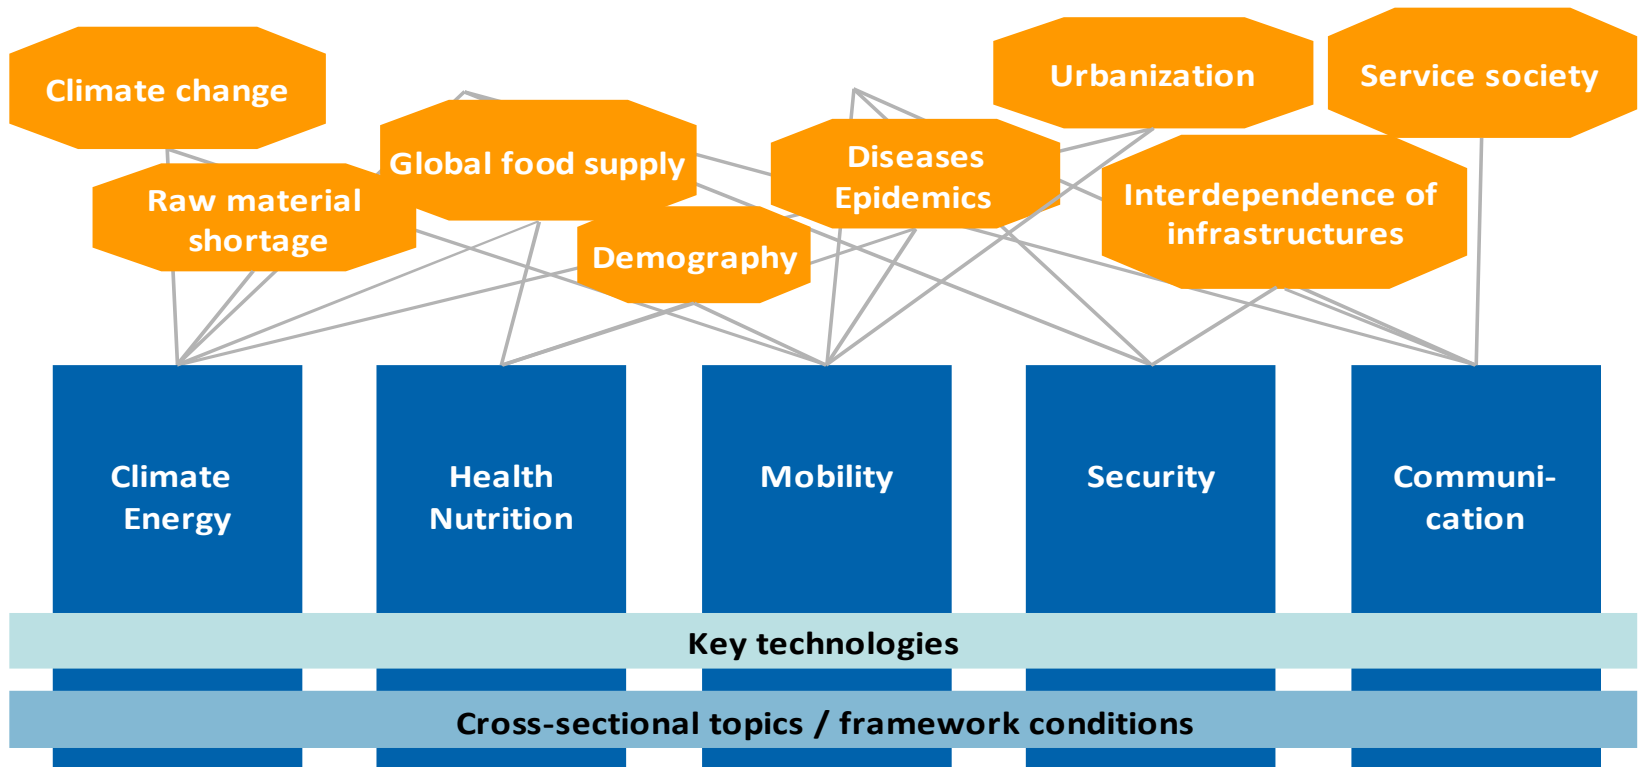 Climate change
Raw material
shortage
Global food supply
Demography
Diseases
Epidemics
Urbanization
Interdependence of
infrastructures
Service society
Climate
Energy
Health
Nutrition
Mobility
Security
Communi-
cation
Key technologies
Cross-sectional topics / framework conditions